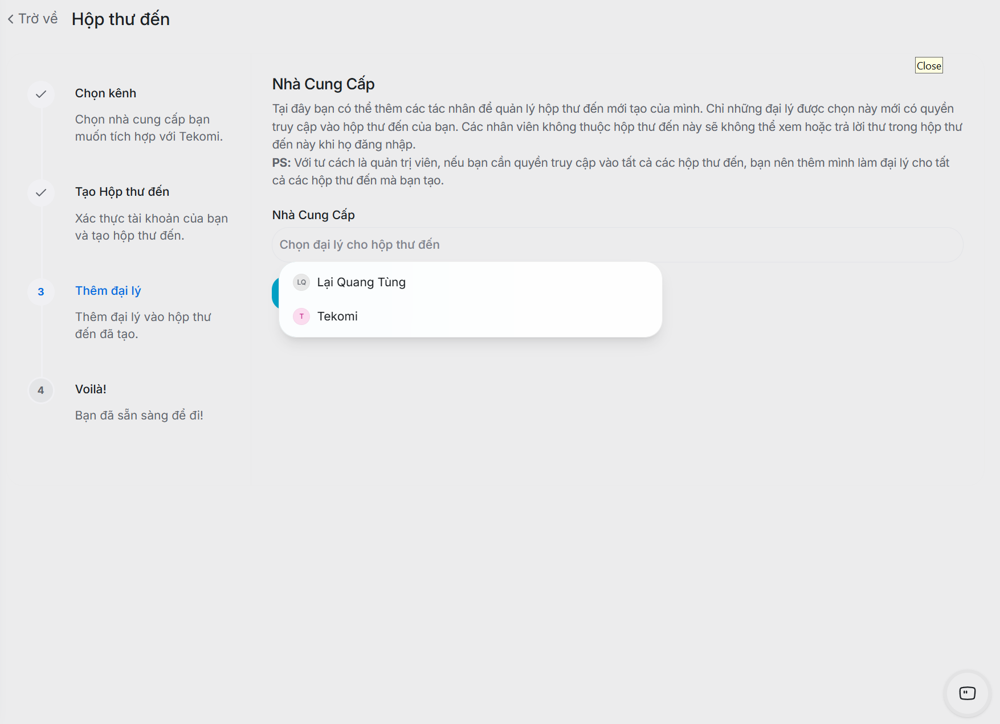 Trở về
Hộp thư đến
Close
Chọn kênh
Chọn nhà cung cấp bạn
muốn tích hợp với Tekomi.
Tạo Hộp thư đến
Xác thực tài khoản của bạn
và tạo hộp thư đến.
3
Thêm đại lý
Thêm đại lý vào hộp thư
đến đã tạo.
4
Voilà!
Bạn đã sẵn sàng để đi!
Nhà Cung Cấp
Tại đây bạn có thể thêm các tác nhân để quản lý hộp thư đến mới tạo của mình. Chỉ những đại lý được chọn này mới có quyền
truy cập vào hộp thư đến của bạn. Các nhân viên không thuộc hộp thư đến này sẽ không thể xem hoặc trả lời thư trong hộp thư
đến này khi họ đăng nhập.
PS: Với tư cách là quản trị viên, nếu bạn cần quyền truy cập vào tất cả các hộp thư đến, bạn nên thêm mình làm đại lý cho tất
cả các hộp thư đến mà bạn tạo.
Nhà Cung Cấp
Chọn đại lý cho hộp thư đến
LQ Lại Quang Tùng
T Tekomi